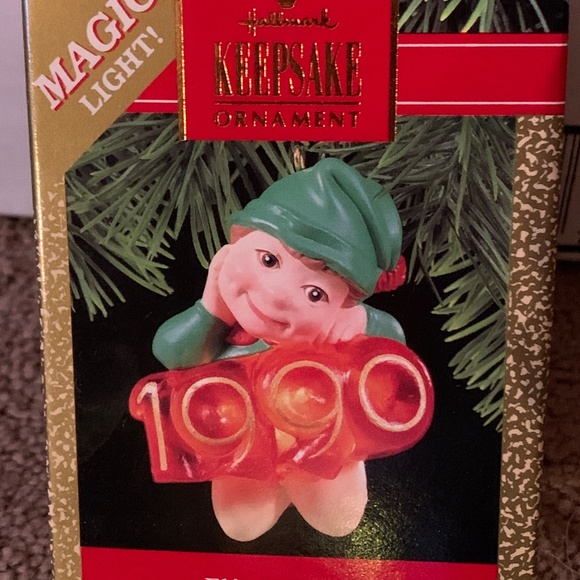 MAGIC
LIGHT!
Hallmark
KEEPSAKE
ORNAMENT
1990